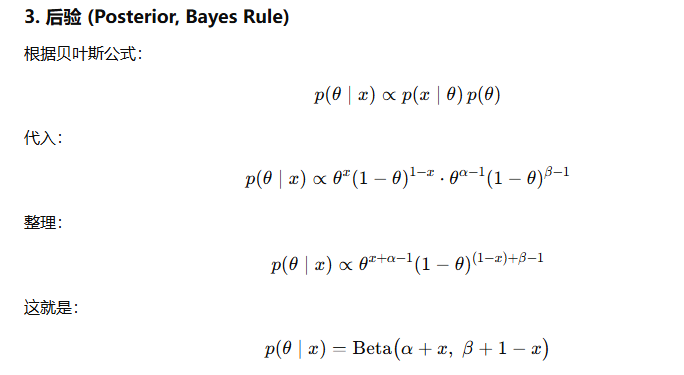 3. 后验 (Posterior, Bayes Rule)
根据贝叶斯公式：
p(θ | x) ∝ p(x | θ) p(θ)
代入：
p(θ | x) ∝ θ^x(1 − θ)^{1−x} · θ^{α−1}(1 − θ)^{β−1}
整理：
p(θ | x) ∝ θ^{x+α−1}(1 − θ)^{(1−x)+β−1}
这就是：
p(θ | x) = Beta(α + x, β + 1 − x)